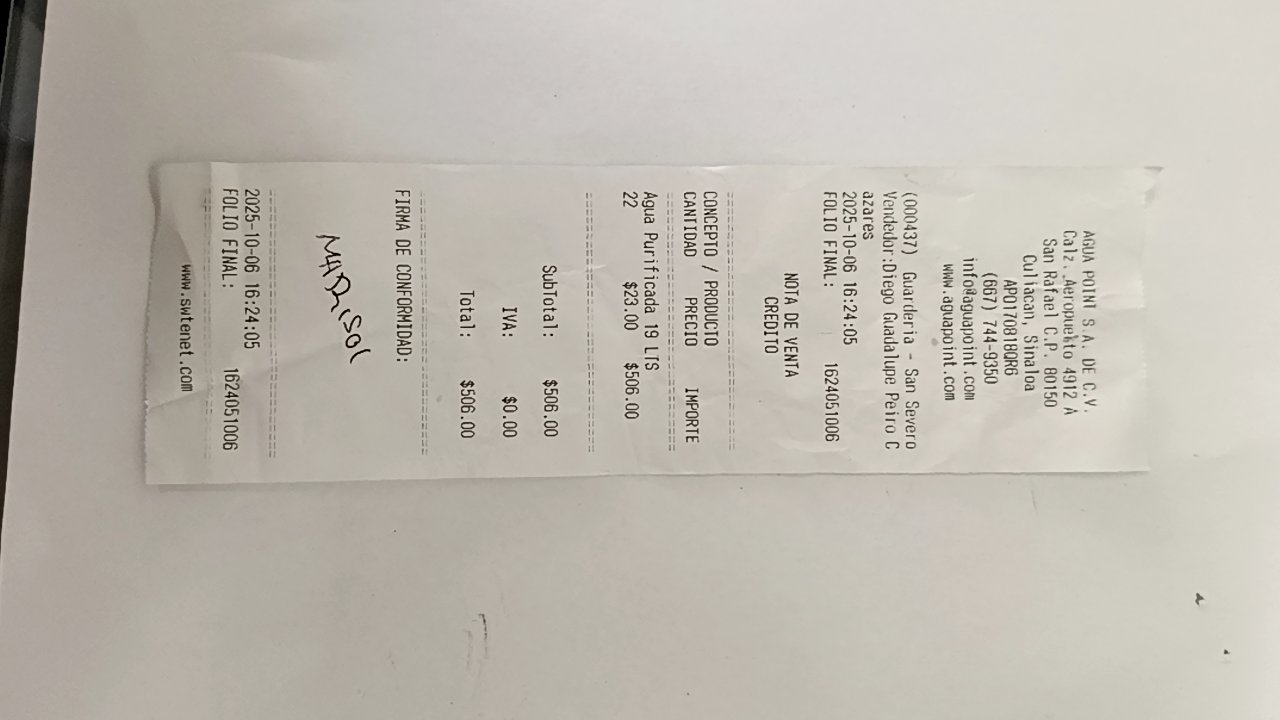 AGUA POINT S.A. DE C.V.
Calz. Aeropuerto 4912 A
San Rafael C.P. 80150
Culiacan, Sinaloa
APO170818QR6
(667) 744-9350
info@aguapoint.com
www.aguapoint.com
(000437) Guarderia - San Severo
Vendedor:Diego Guadalupe Peiro C
azares
2025-10-06 16:24:05
FOLIO FINAL: 1624051006
NOTA DE VENTA
CREDITO
CONCEPTO / PRODUCTO
CANTIDAD PRECIO IMPORTE
Agua Purificada 19 LTS
22 $23.00 $506.00
SubTotal: $506.00
IVA: $0.00
Total: $506.00
FIRMA DE CONFORMIDAD:
MARISOL
2025-10-06 16:24:05
FOLIO FINAL: 1624051006
www.swtenet.com